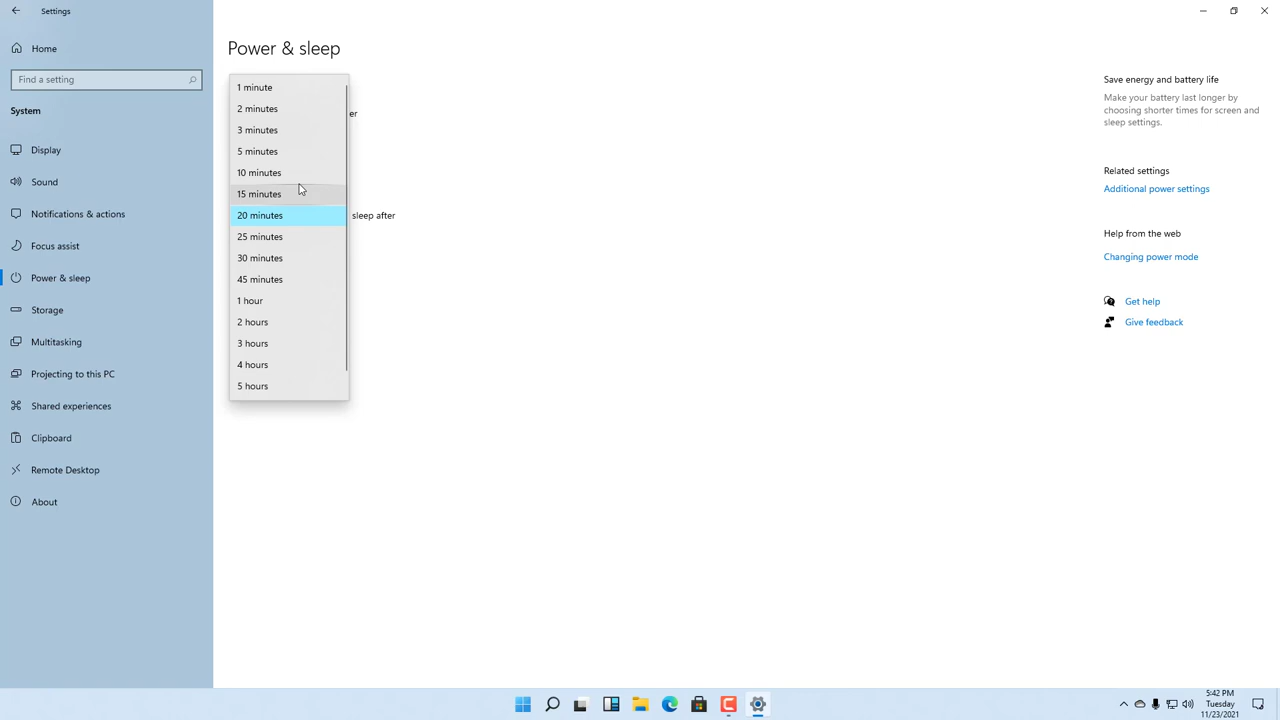 Settings
Home
Find a setting
System
Display
Sound
Notifications & actions
Focus assist
Power & sleep
Storage
Multitasking
Projecting to this PC
Shared experiences
Clipboard
Remote Desktop
About
Power & sleep
1 minute
2 minutes
er
3 minutes
5 minutes
10 minutes
15 minutes
20 minutes
sleep after
25 minutes
30 minutes
45 minutes
1 hour
2 hours
3 hours
4 hours
5 hours
Save energy and battery life
Make your battery last longer by
choosing shorter times for screen and
sleep settings.
Related settings
Additional power settings
Help from the web
Changing power mode
Get help
Give feedback
5:42 PM
Tuesday
11/23/2021